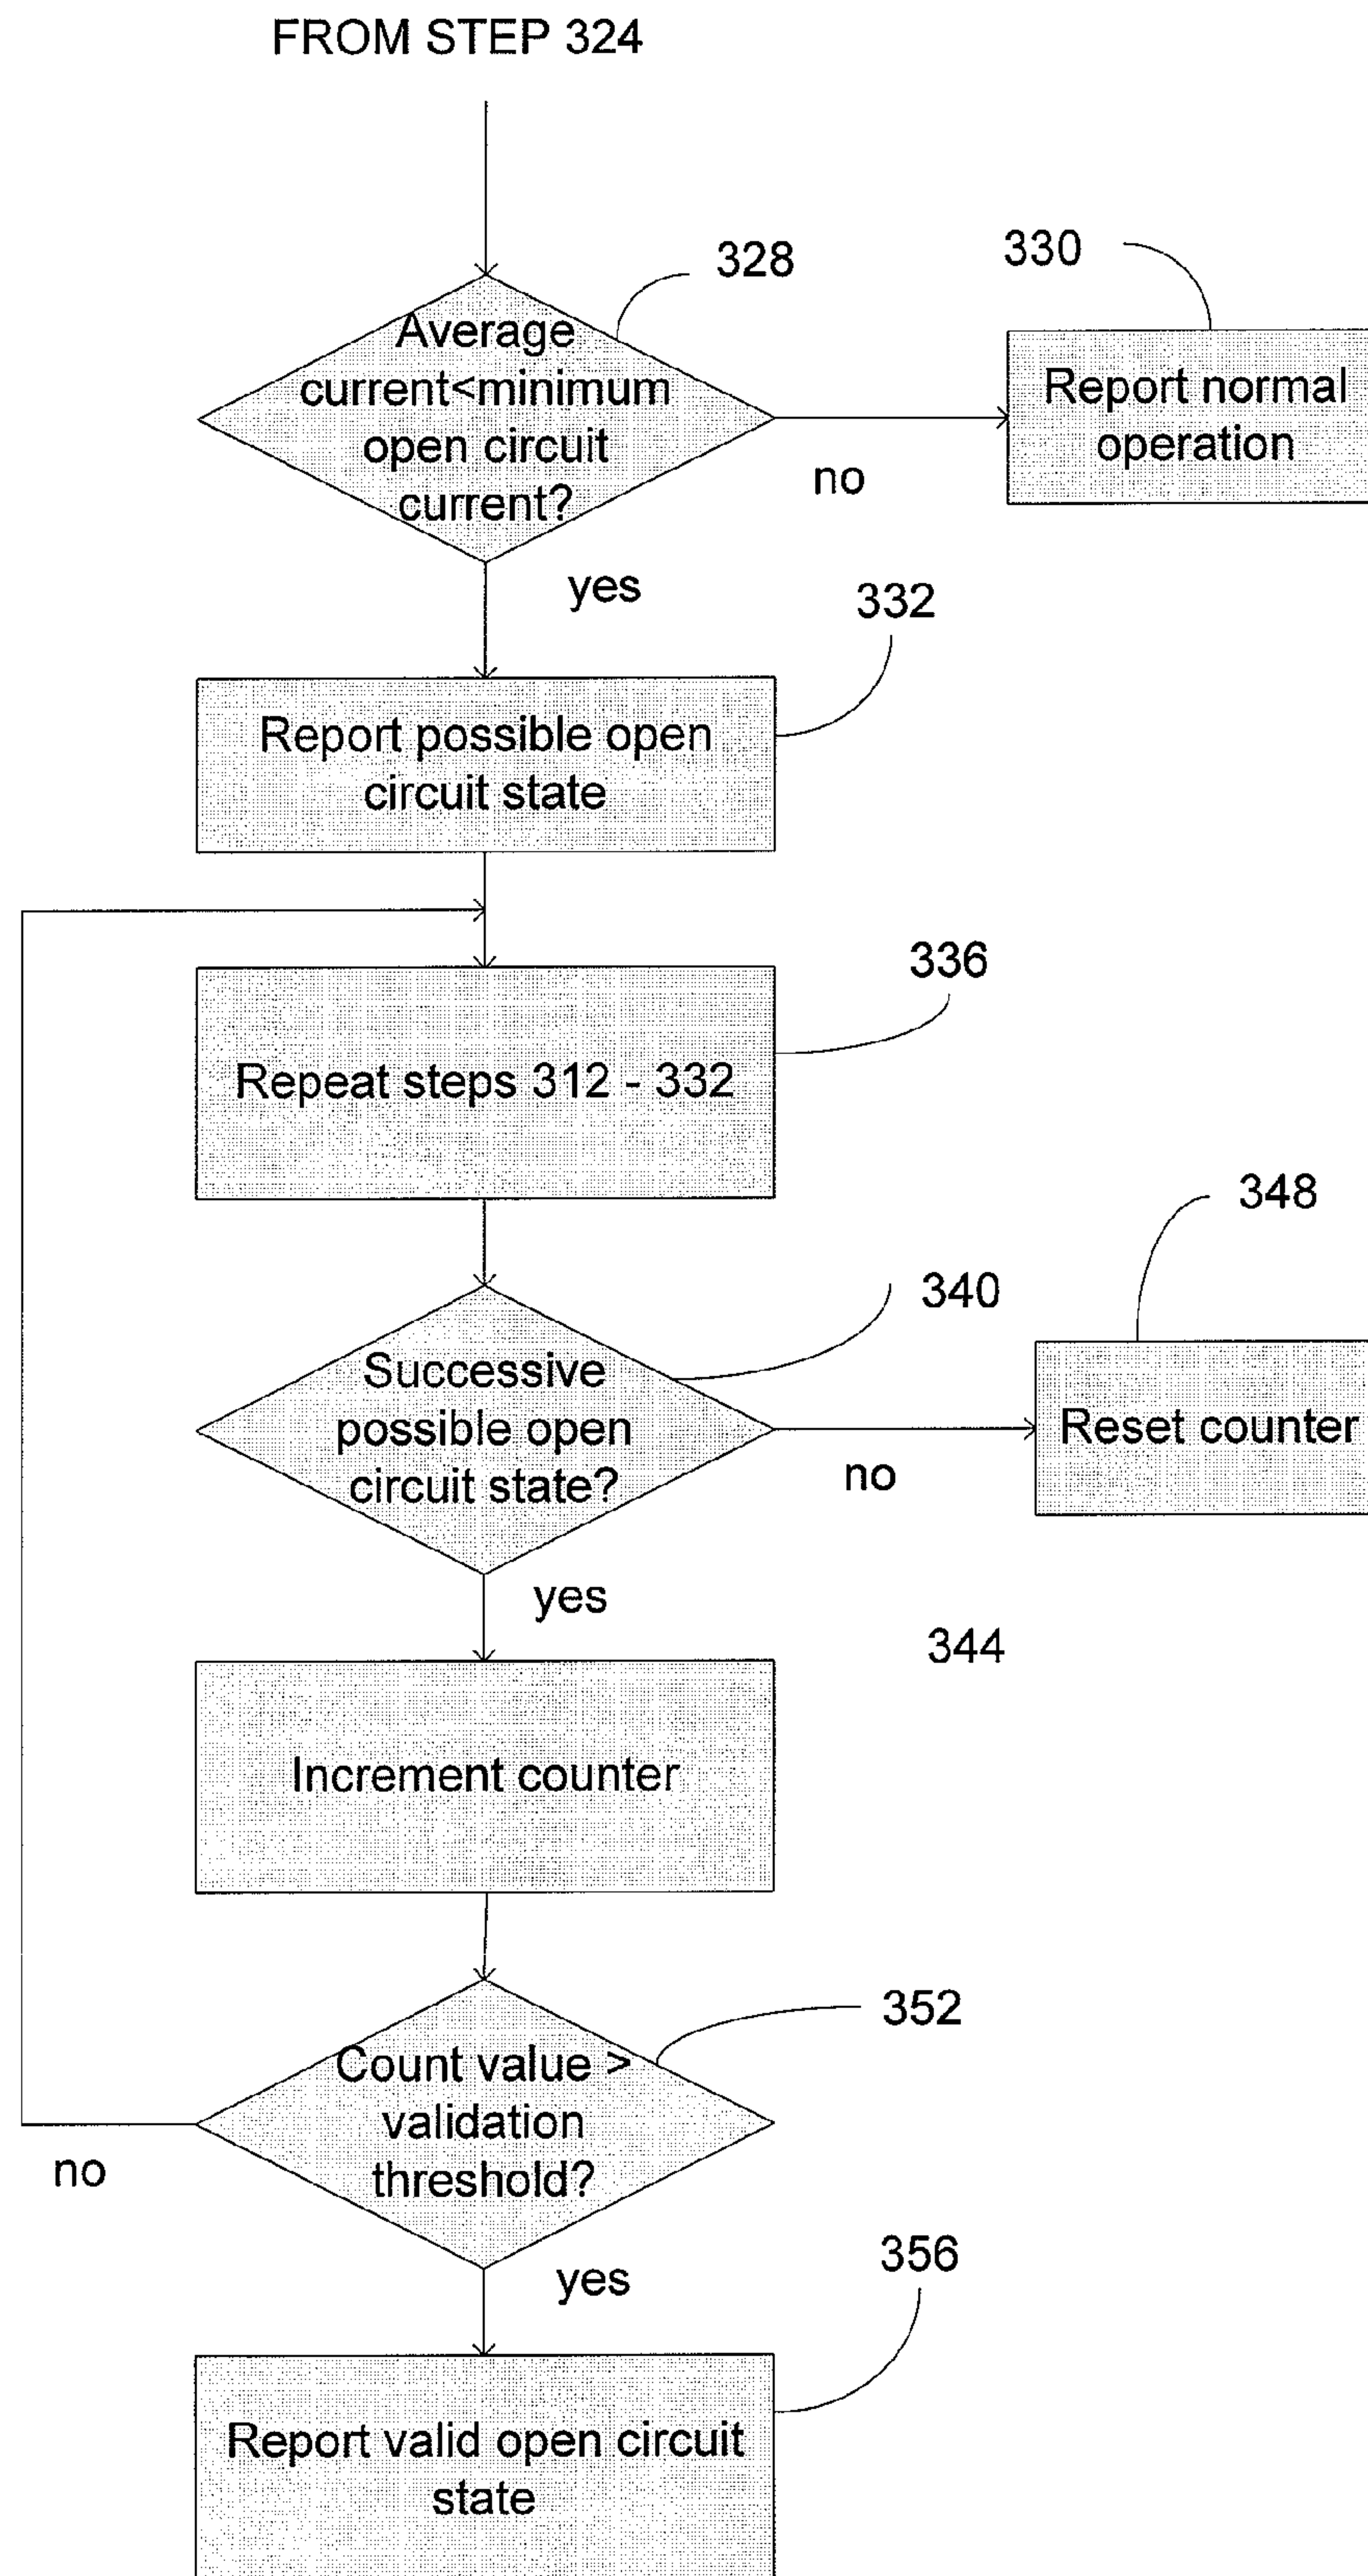 FROM STEP 324
328
330
Average
current<minimum
open circuit
current?
Report normal
operation
no
yes
332
Report possible open
circuit state
336
Repeat steps 312 - 332
348
340
Successive
possible open
circuit state?
Reset counter
no
yes
344
Increment counter
352
Count value >
validation
threshold?
no
356
yes
Report valid open circuit
state